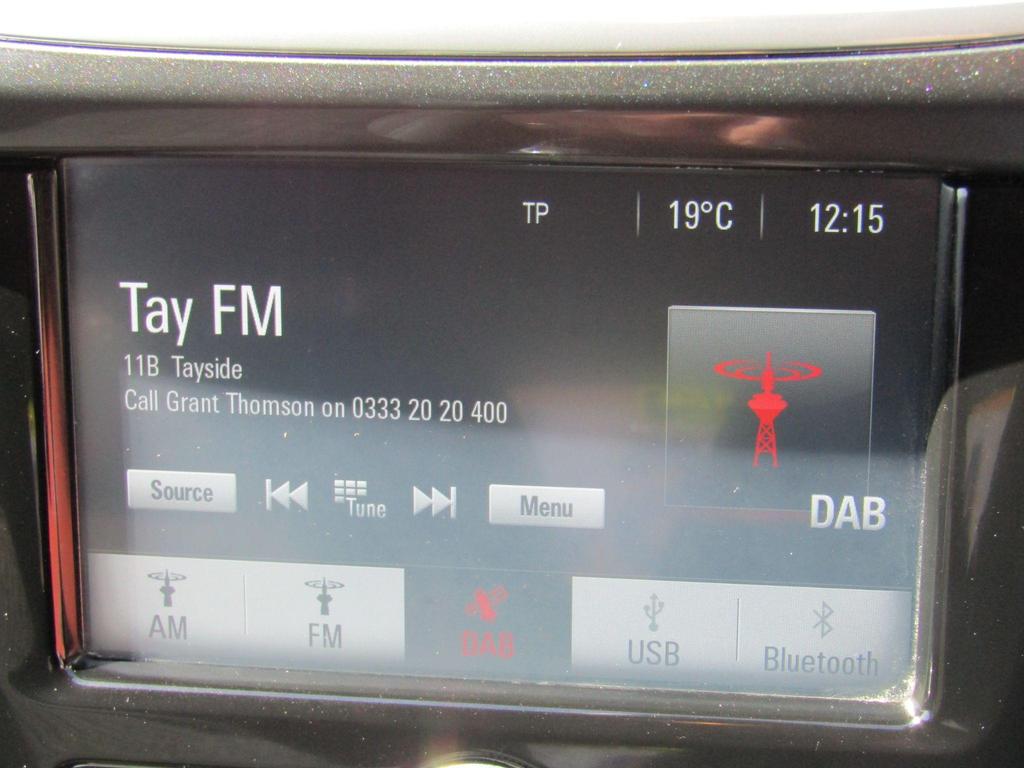 TP 19°C 12:15
Tay FM
11B Tayside
Call Grant Thomson on 0333 20 20 400
Source Tune Menu
DAB
AM FM DAB USB Bluetooth